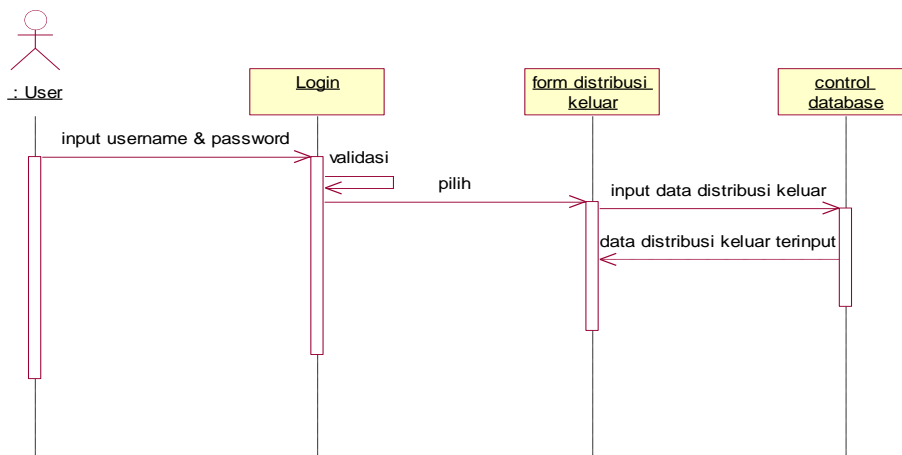 : User
Login
form distribusi
keluar
control
database
input username & password
validasi
pilih
input data distribusi keluar
data distribusi keluar terinput